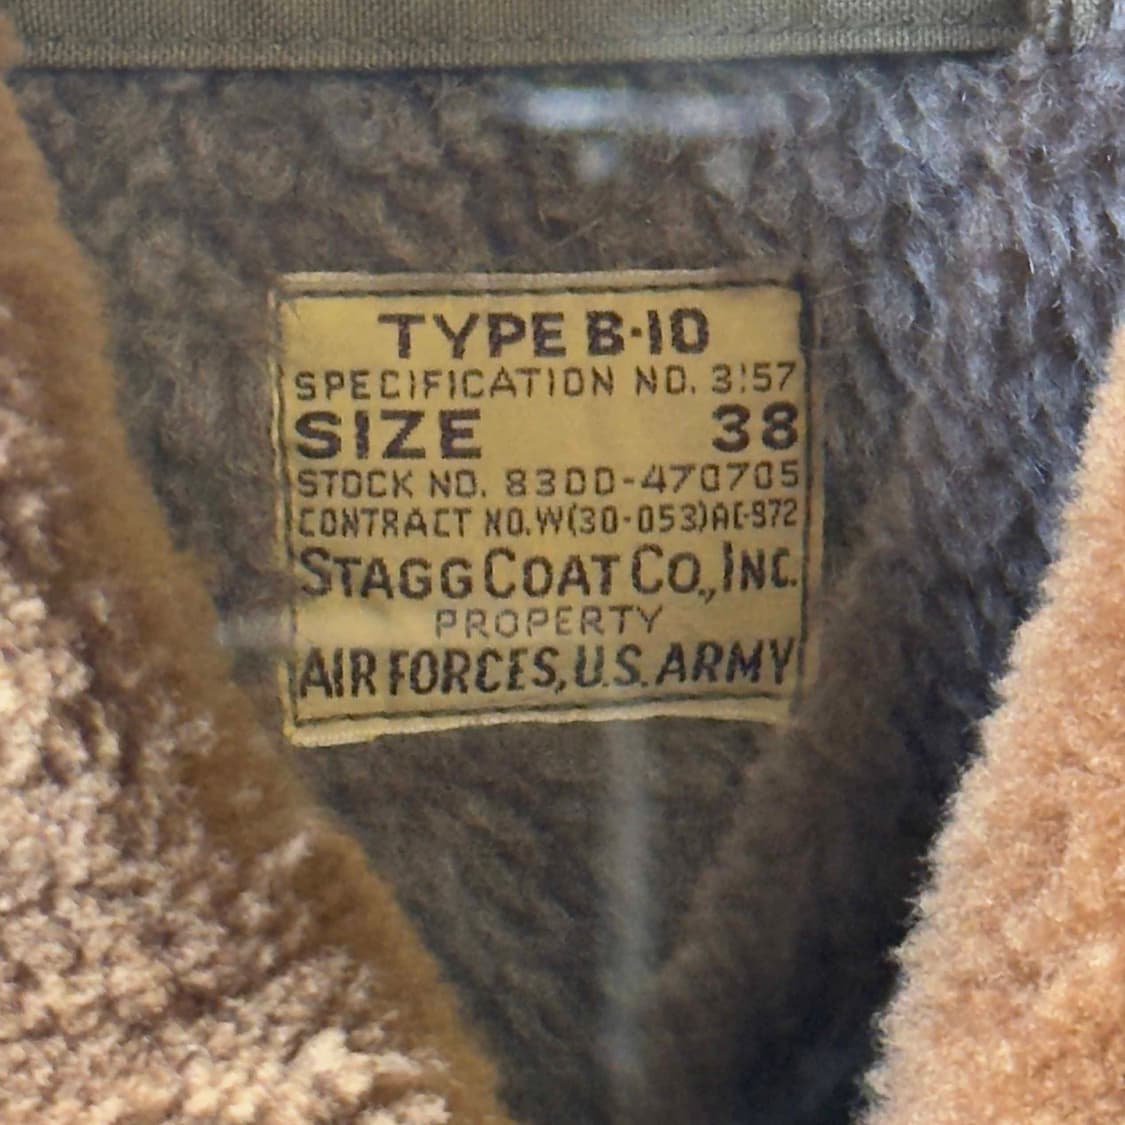 TYPE B-10
SPECIFICATION NO. 3157
SIZE 38
STOCK NO. 8300-470705
CONTRACT NO. W(30-053)AC-972
STAGG COAT CO., INC.
PROPERTY
AIR FORCES, U.S. ARMY